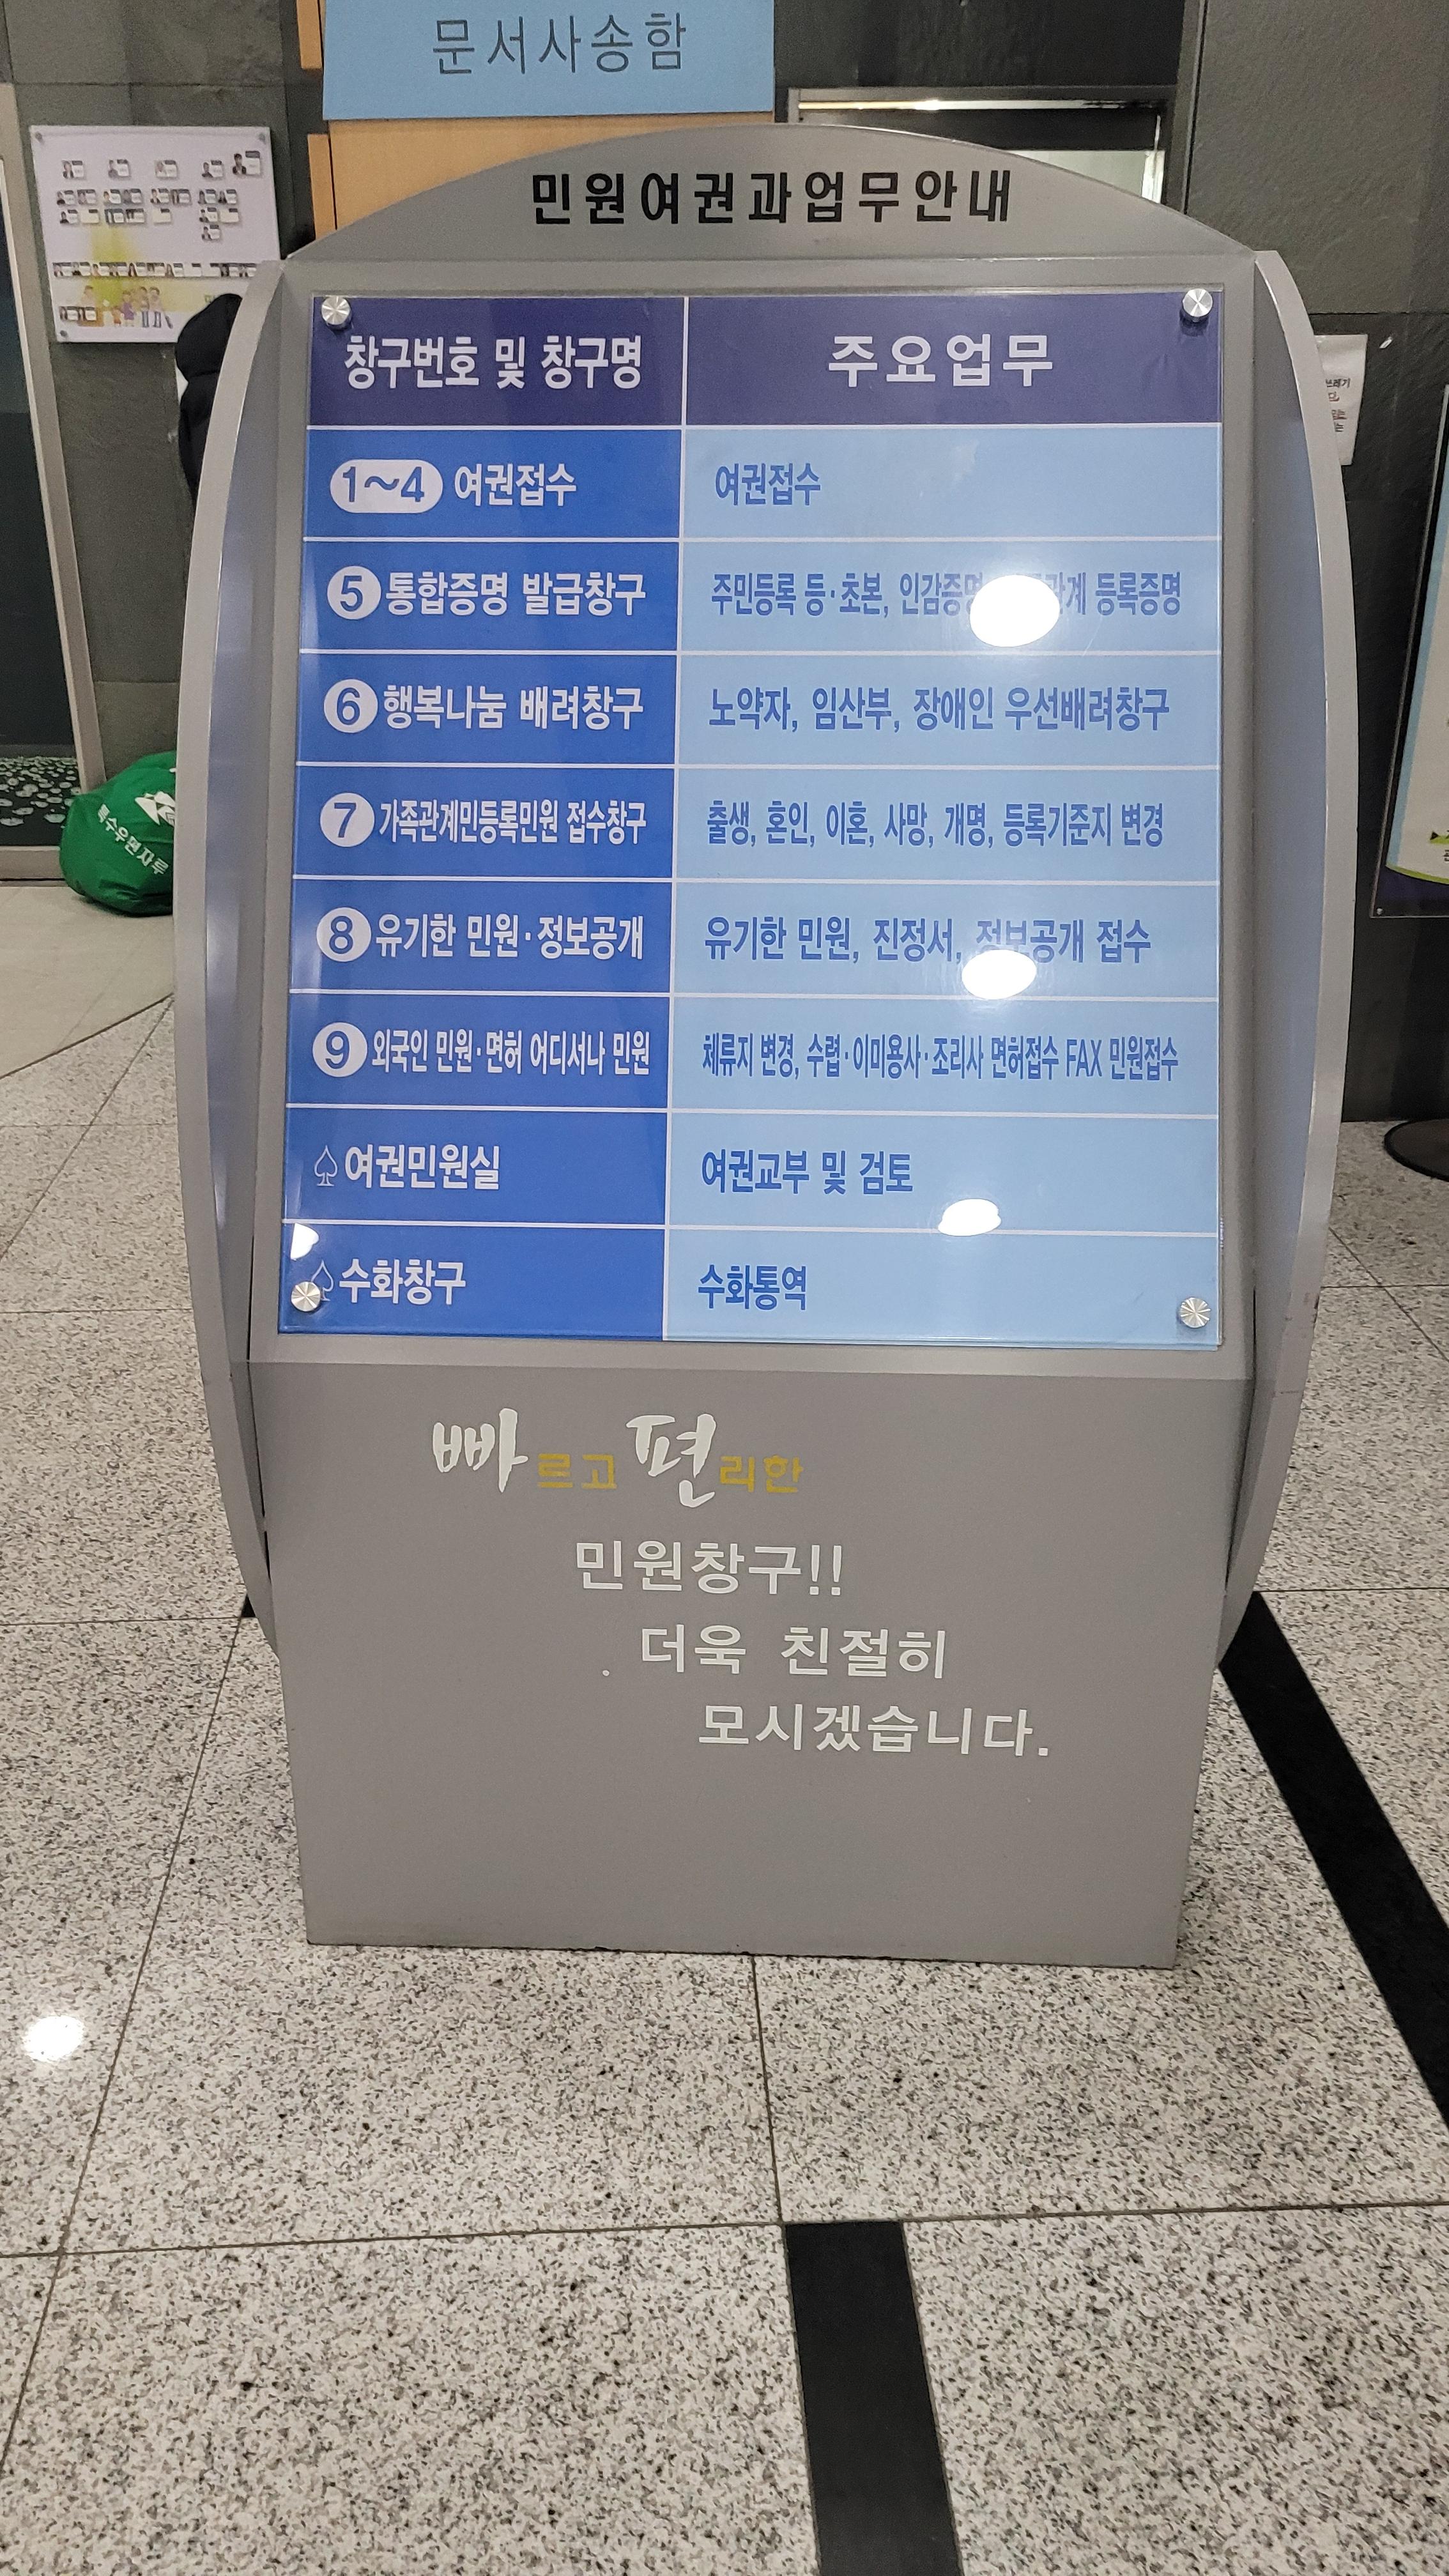 문서사송함
민원여권과업무안내
창구번호 및 창구명 주요업무
1~4 여권접수 여권접수
5 통합증명 발급창구 주민등록 등·초본, 인감증명 등록증명
6 행복나눔 배려창구 노약자, 임산부, 장애인 우선배려창구
7 가족관계민등록민원 접수창구 출생, 혼인, 이혼, 사망, 개명, 등록기준지 변경
8 유기한 민원·정보공개 유기한 민원, 진정서, 정보공개 접수
9 외국인 민원·면허 어디서나 민원 체류지 변경, 수렵·이미용사·조리사 면허접수 FAX 민원접수
♤여권민원실 여권교부 및 검토
♤수화창구 수화통역
빠르고 편리한
민원창구!!
더욱 친절히
모시겠습니다.
특수우편자루